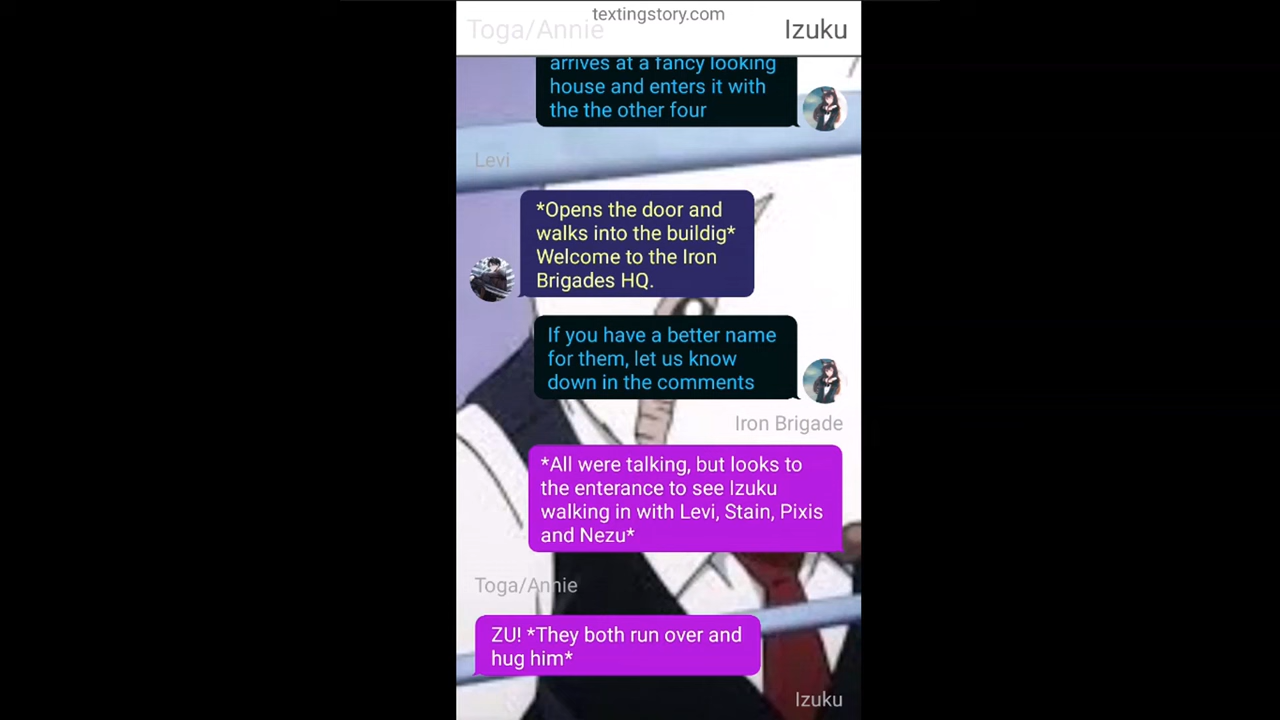 textingstory.com
Toga/Annie
Izuku
arrives at a fancy looking
house and enters it with
the the other four
Levi
*Opens the door and
walks into the buildig*
Welcome to the Iron
Brigades HQ.
If you have a better name
for them, let us know
down in the comments
Iron Brigade
*All were talking, but looks to
the enterance to see Izuku
walking in with Levi, Stain, Pixis
and Nezu*
Toga/Annie
ZU! *They both run over and
hug him*
Izuku